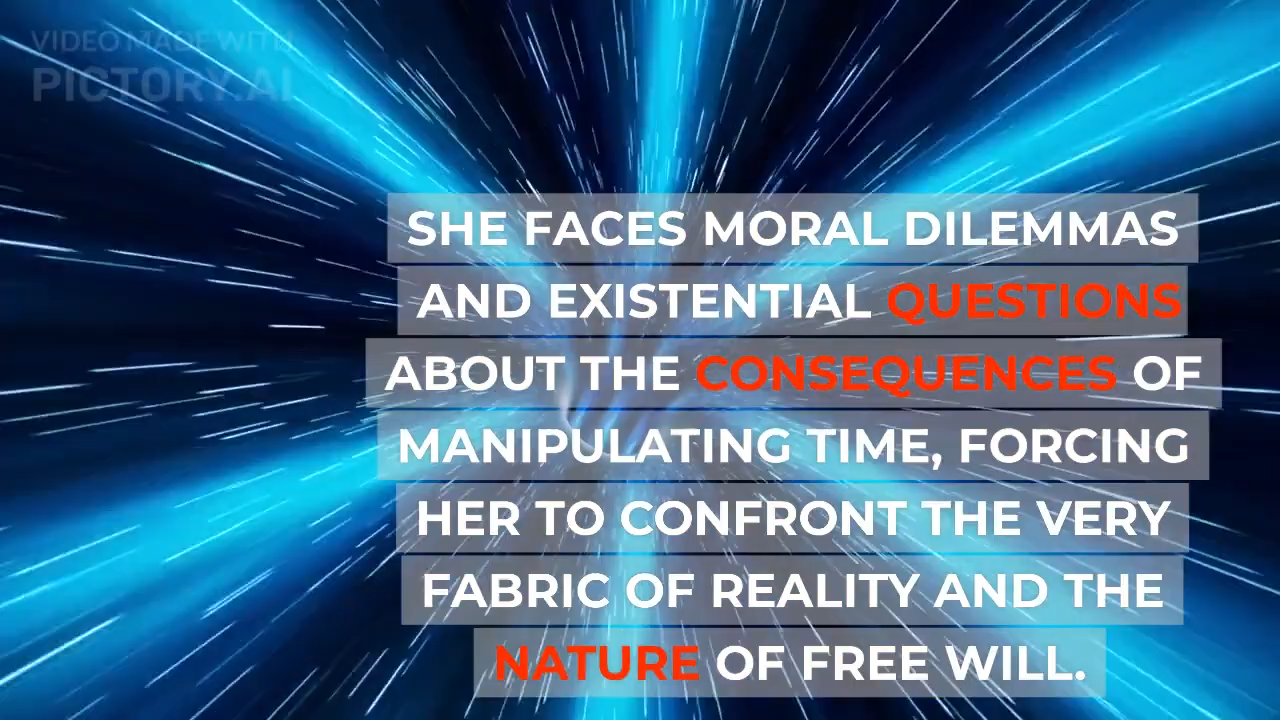 VIDEO MADE WITH
PICTORY.AI
SHE FACES MORAL DILEMMAS
AND EXISTENTIAL QUESTIONS
ABOUT THE CONSEQUENCES OF
MANIPULATING TIME, FORCING
HER TO CONFRONT THE VERY
FABRIC OF REALITY AND THE
NATURE OF FREE WILL.